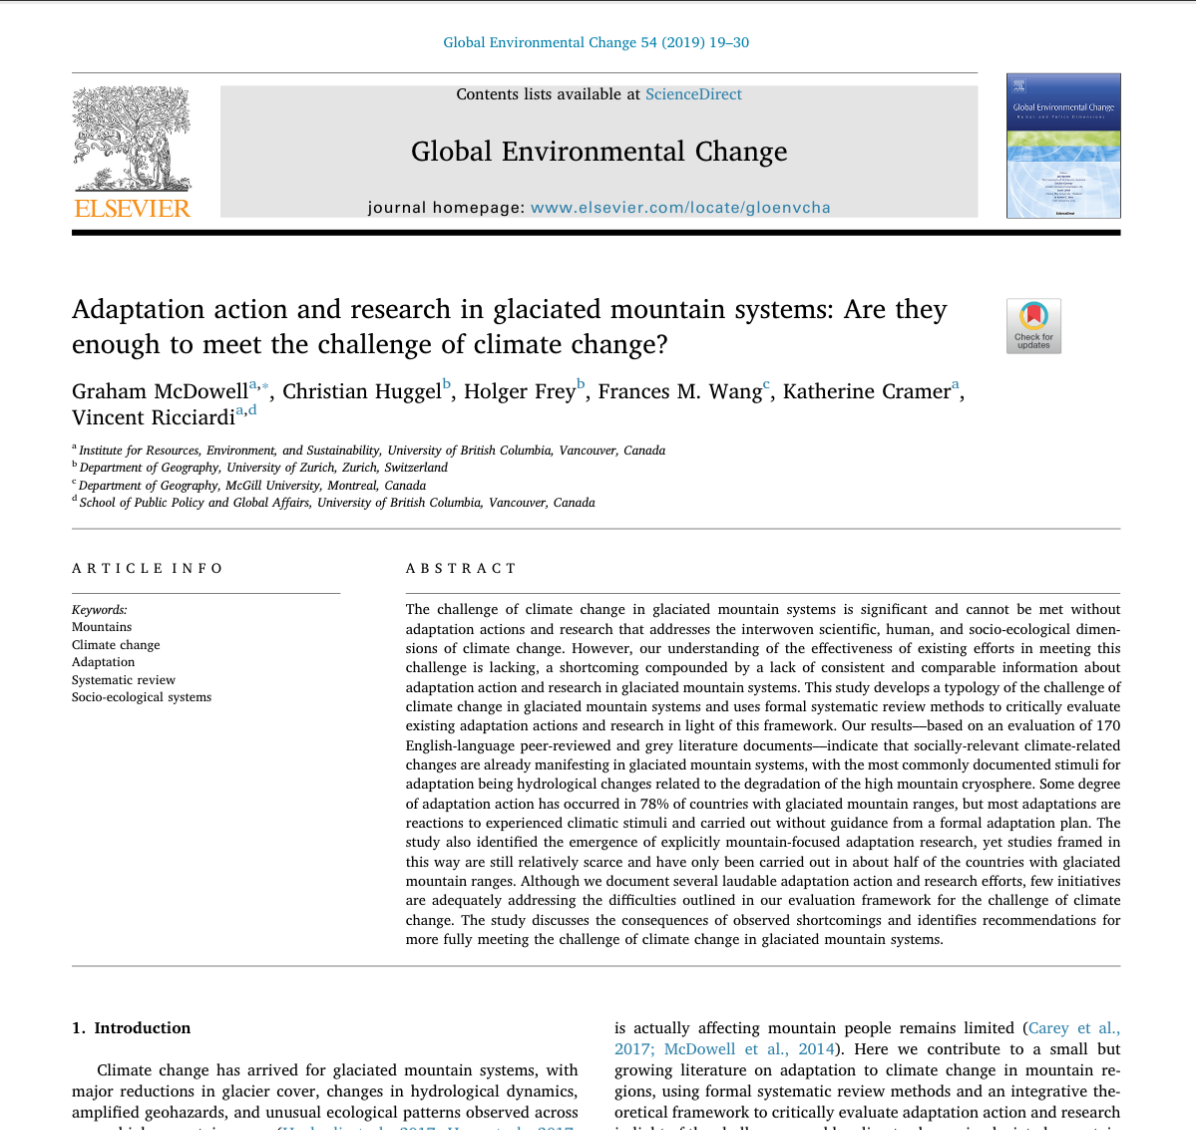 Global Environmental Change 54 (2019) 19–30
Contents lists available at ScienceDirect
Global Environmental Change
journal homepage: www.elsevier.com/locate/gloenvcha
ELSEVIER
Global Environmental Change
Adaptation action and research in glaciated mountain systems: Are they
enough to meet the challenge of climate change?
Check for
updates
Graham McDowell^a,*, Christian Huggel^b, Holger Frey^b, Frances M. Wang^c, Katherine Cramer^a,
Vincent Ricciardi^a,d
^a Institute for Resources, Environment, and Sustainability, University of British Columbia, Vancouver, Canada
^b Department of Geography, University of Zurich, Zurich, Switzerland
^c Department of Geography, McGill University, Montreal, Canada
^d School of Public Policy and Global Affairs, University of British Columbia, Vancouver, Canada
ARTICLE INFO
Keywords:
Mountains
Climate change
Adaptation
Systematic review
Socio-ecological systems
ABSTRACT
The challenge of climate change in glaciated mountain systems is significant and cannot be met without
adaptation actions and research that addresses the interwoven scientific, human, and socio-ecological dimen-
sions of climate change. However, our understanding of the effectiveness of existing efforts in meeting this
challenge is lacking, a shortcoming compounded by a lack of consistent and comparable information about
adaptation action and research in glaciated mountain systems. This study develops a typology of the challenge of
climate change in glaciated mountain systems and uses formal systematic review methods to critically evaluate
existing adaptation actions and research in light of this framework. Our results—based on an evaluation of 170
English-language peer-reviewed and grey literature documents—indicate that socially-relevant climate-related
changes are already manifesting in glaciated mountain systems, with the most commonly documented stimuli for
adaptation being hydrological changes related to the degradation of the high mountain cryosphere. Some degree
of adaptation action has occurred in 78% of countries with glaciated mountain ranges, but most adaptations are
reactions to experienced climatic stimuli and carried out without guidance from a formal adaptation plan. The
study also identified the emergence of explicitly mountain-focused adaptation research, yet studies framed in
this way are still relatively scarce and have only been carried out in about half of the countries with glaciated
mountain ranges. Although we document several laudable adaptation action and research efforts, few initiatives
are adequately addressing the difficulties outlined in our evaluation framework for the challenge of climate
change. The study discusses the consequences of observed shortcomings and identifies recommendations for
more fully meeting the challenge of climate change in glaciated mountain systems.
1. Introduction
Climate change has arrived for glaciated mountain systems, with
major reductions in glacier cover, changes in hydrological dynamics,
amplified geohazards, and unusual ecological patterns observed across
is actually affecting mountain people remains limited (Carey et al.,
2017; McDowell et al., 2014). Here we contribute to a small but
growing literature on adaptation to climate change in mountain re-
gions, using formal systematic review methods and an integrative the-
oretical framework to critically evaluate adaptation action and research